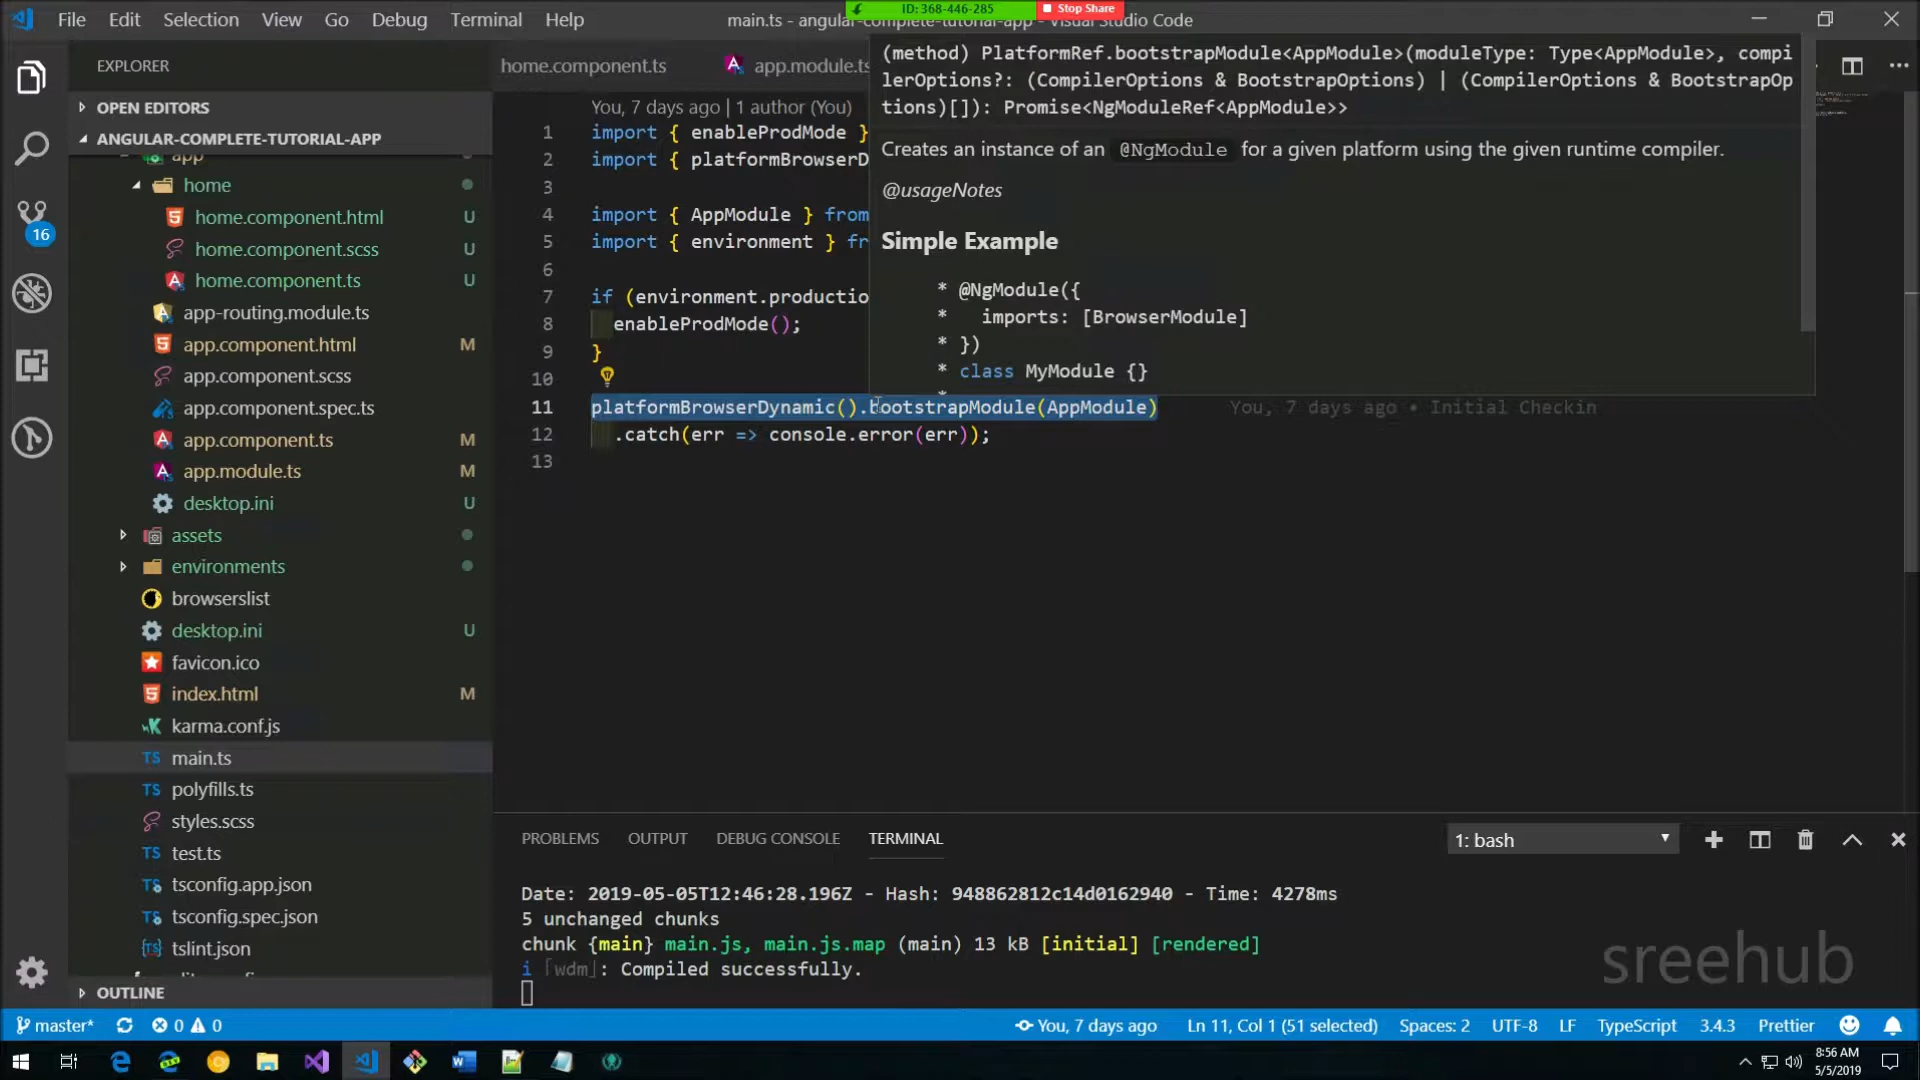 File Edit Selection View Go Debug Terminal Help
main.ts - angular-complete-tutorial-app - Visual Studio Code
ID: 368-446-285
Stop Share
EXPLORER
OPEN EDITORS
ANGULAR-COMPLETE-TUTORIAL-APP
app
home
home.component.html U
home.component.scss U
home.component.ts U
app-routing.module.ts
app.component.html M
app.component.scss
app.component.spec.ts
app.component.ts M
app.module.ts M
desktop.ini U
assets
environments
browserslist
desktop.ini U
favicon.ico
index.html M
karma.conf.js
main.ts
polyfills.ts
styles.scss
test.ts
tsconfig.app.json
tsconfig.spec.json
tslint.json
OUTLINE
16
home.component.ts
app.module.ts
You, 7 days ago | 1 author (You)
1 import { enableProdMode }
2 import { platformBrowserD
3
4 import { AppModule } from
5 import { environment } fr
6
7 if (environment.productio
8 enableProdMode();
9 }
10
11 platformBrowserDynamic().bootstrapModule(AppModule) You, 7 days ago • Initial Checkin
12 .catch(err => console.error(err));
13
(method) PlatformRef.bootstrapModule<AppModule>(moduleType: Type<AppModule>, compi
lerOptions?: (CompilerOptions & BootstrapOptions) | (CompilerOptions & BootstrapOp
tions)[]): Promise<NgModuleRef<AppModule>>
Creates an instance of an @NgModule for a given platform using the given runtime compiler.
@usageNotes
Simple Example
* @NgModule({
* imports: [BrowserModule]
* })
* class MyModule {}
*
PROBLEMS OUTPUT DEBUG CONSOLE TERMINAL
1: bash
Date: 2019-05-05T12:46:28.196Z - Hash: 948862812c14d0162940 - Time: 4278ms
5 unchanged chunks
chunk {main} main.js, main.js.map (main) 13 kB [initial] [rendered]
i ｢wdm｣: Compiled successfully.
sreehub
master* 0 0 You, 7 days ago Ln 11, Col 1 (51 selected) Spaces: 2 UTF-8 LF TypeScript 3.4.3 Prettier
8:56 AM
5/5/2019